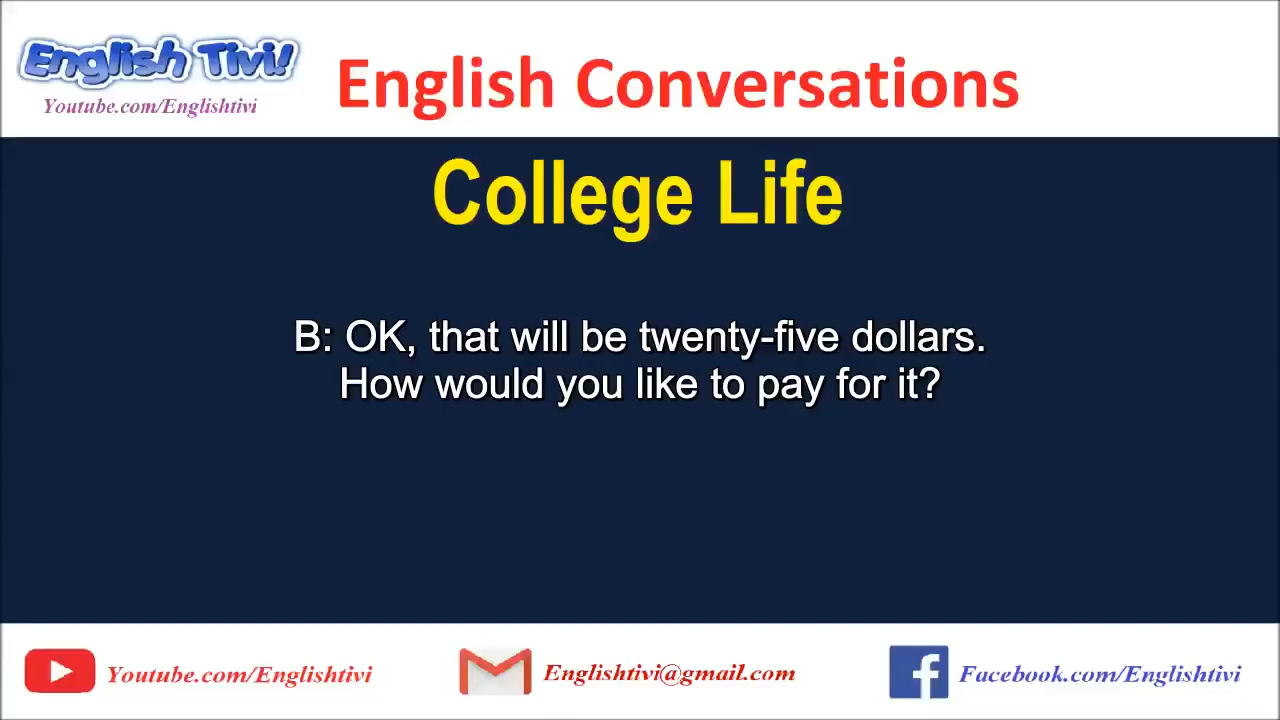 English Tivi!
Youtube.com/Englishtivi
English Conversations
College Life
B: OK, that will be twenty-five dollars.
How would you like to pay for it?
Youtube.com/Englishtivi
Englishtivi@gmail.com
Facebook.com/Englishtivi